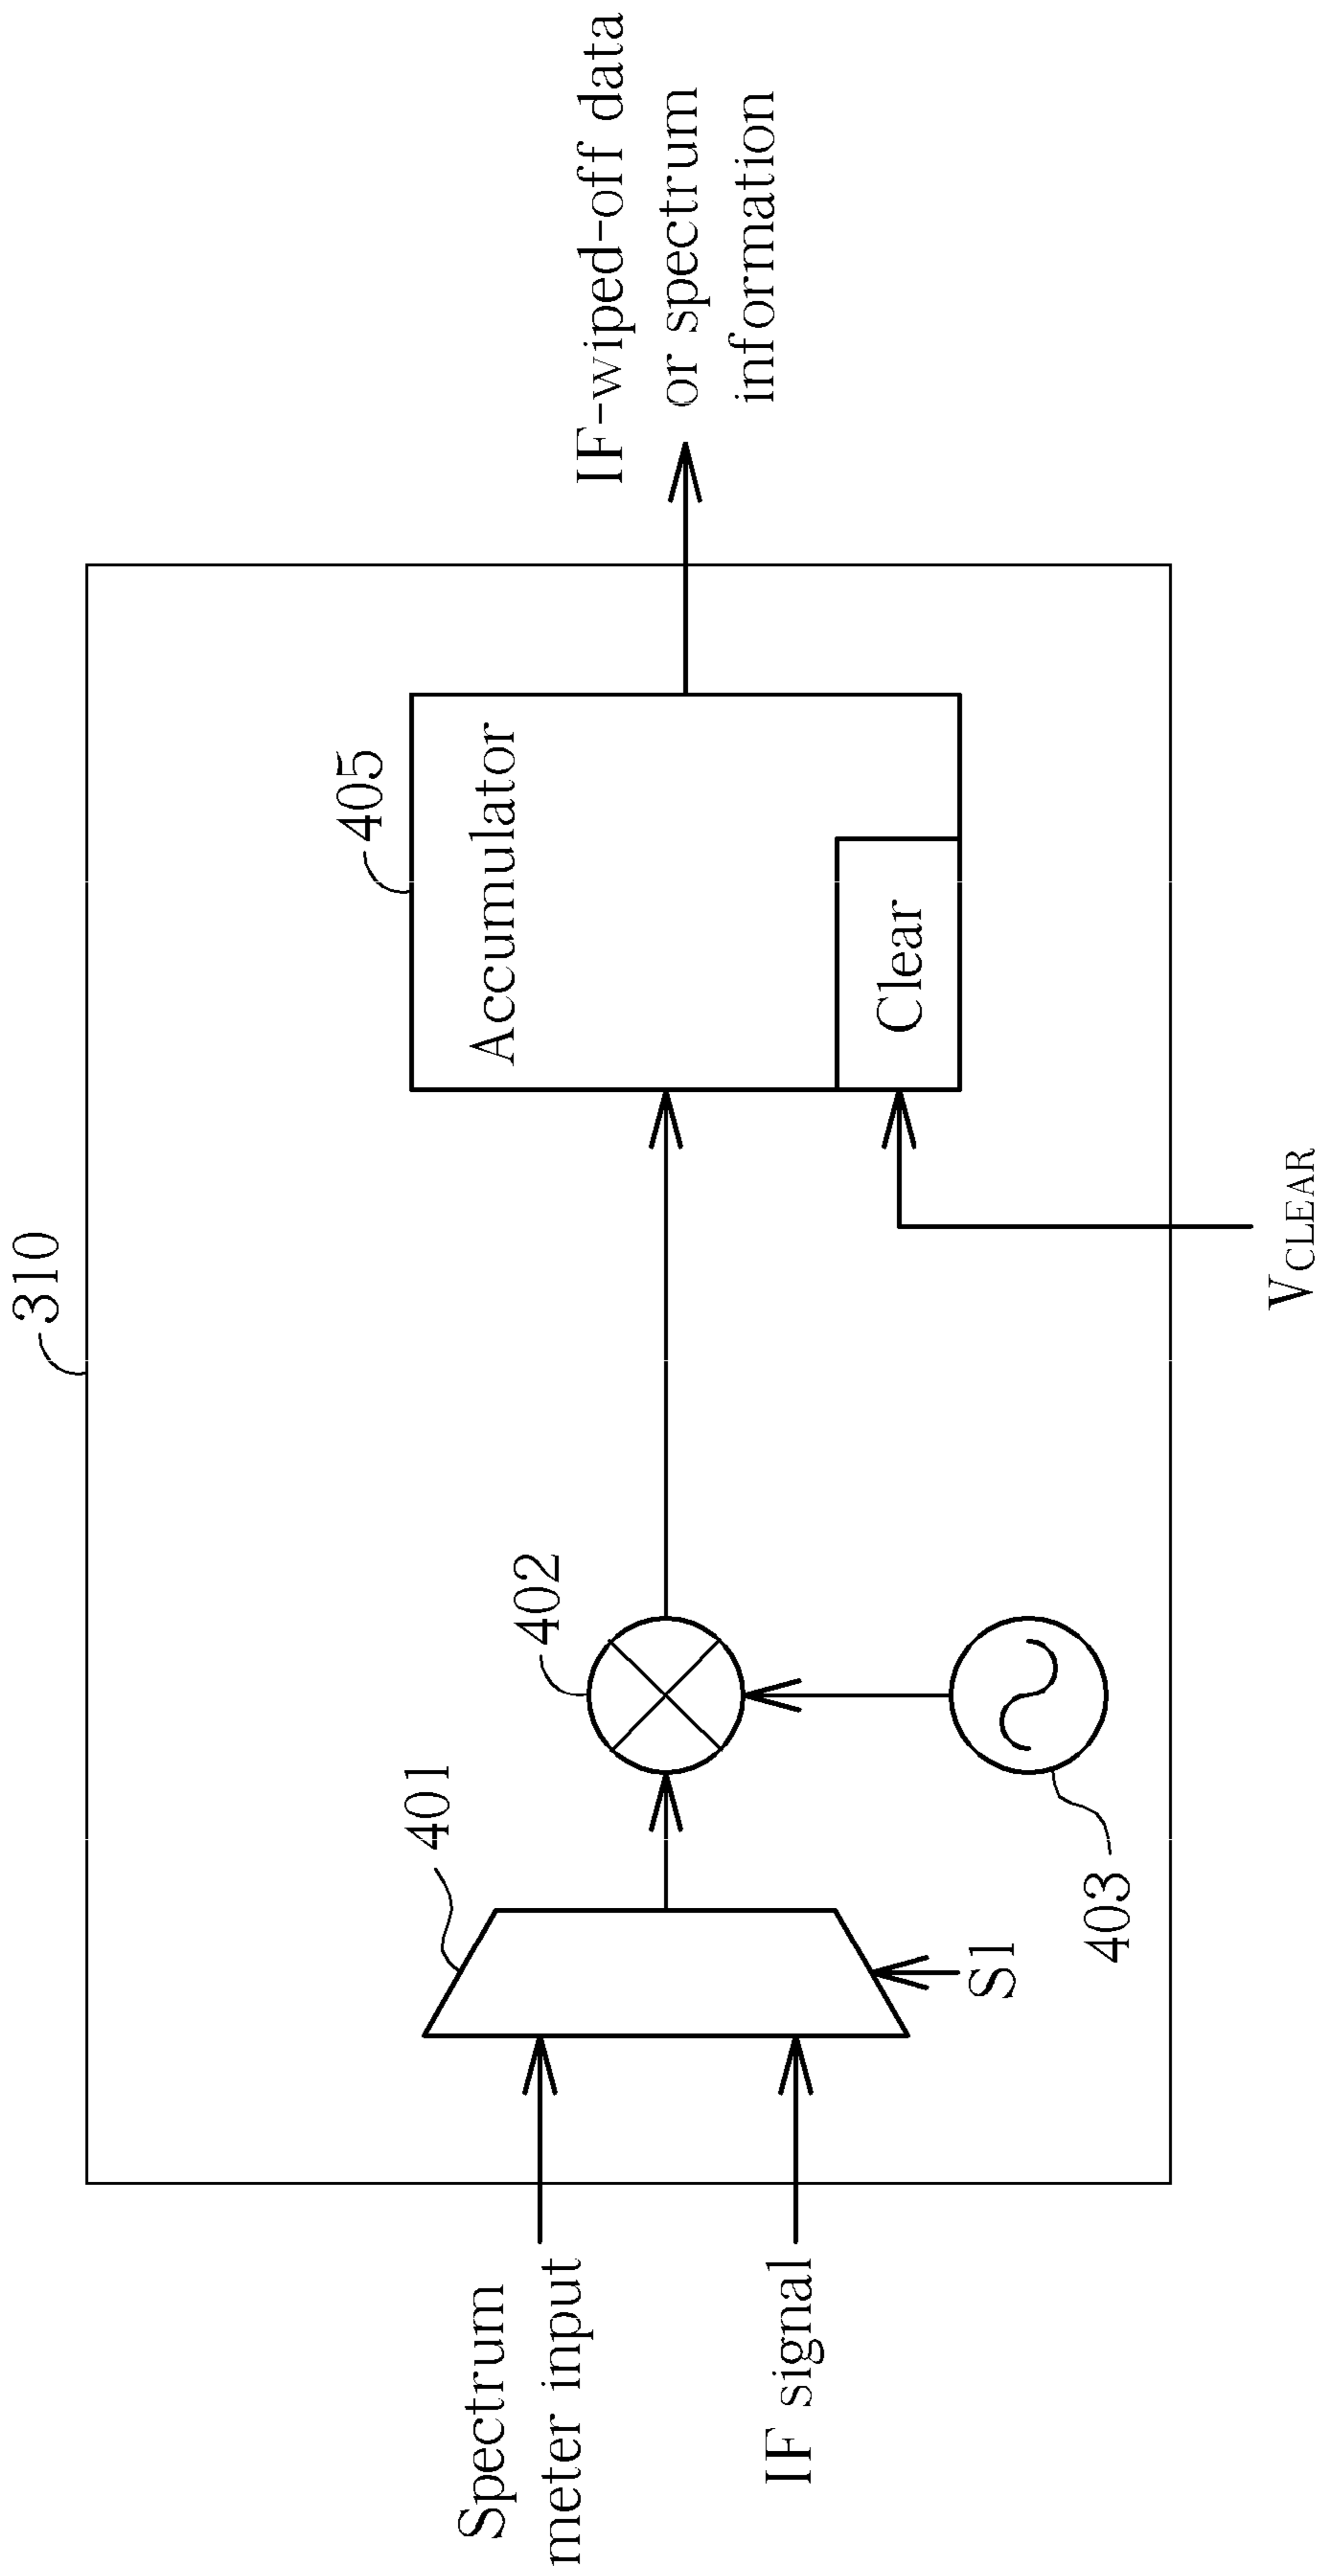 310
405
Accumulator
Clear
402
401
403
S1
Spectrum
meter input
IF signal
IF-wiped-off data
or spectrum
information
VCLEAR